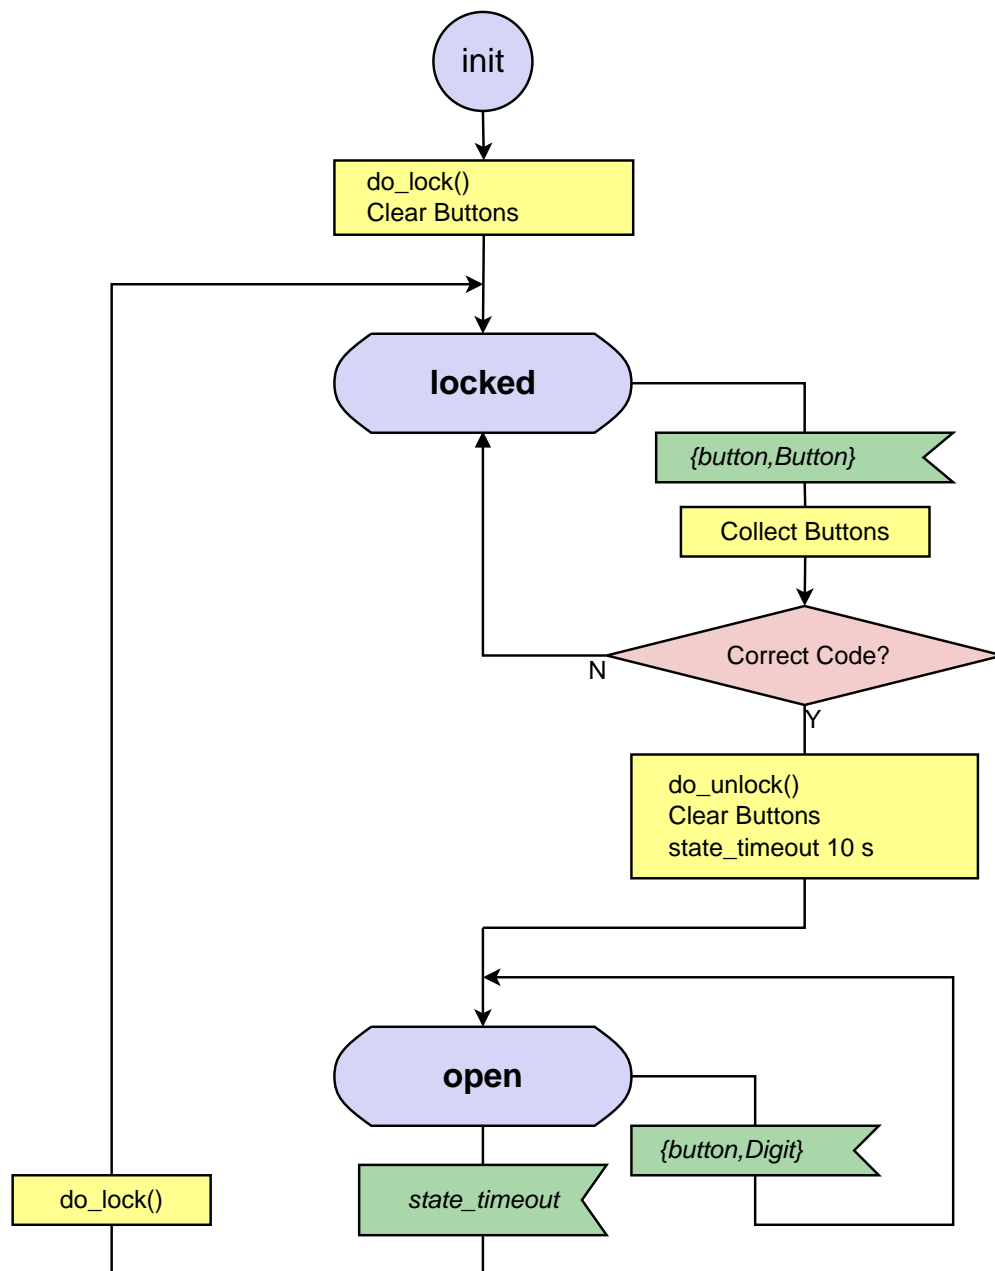 init
do_lock()
Clear Buttons
locked
{button,Button}
Collect Buttons
Correct Code?
N
Y
do_unlock()
Clear Buttons
state_timeout 10 s
open
{button,Digit}
state_timeout
do_lock()